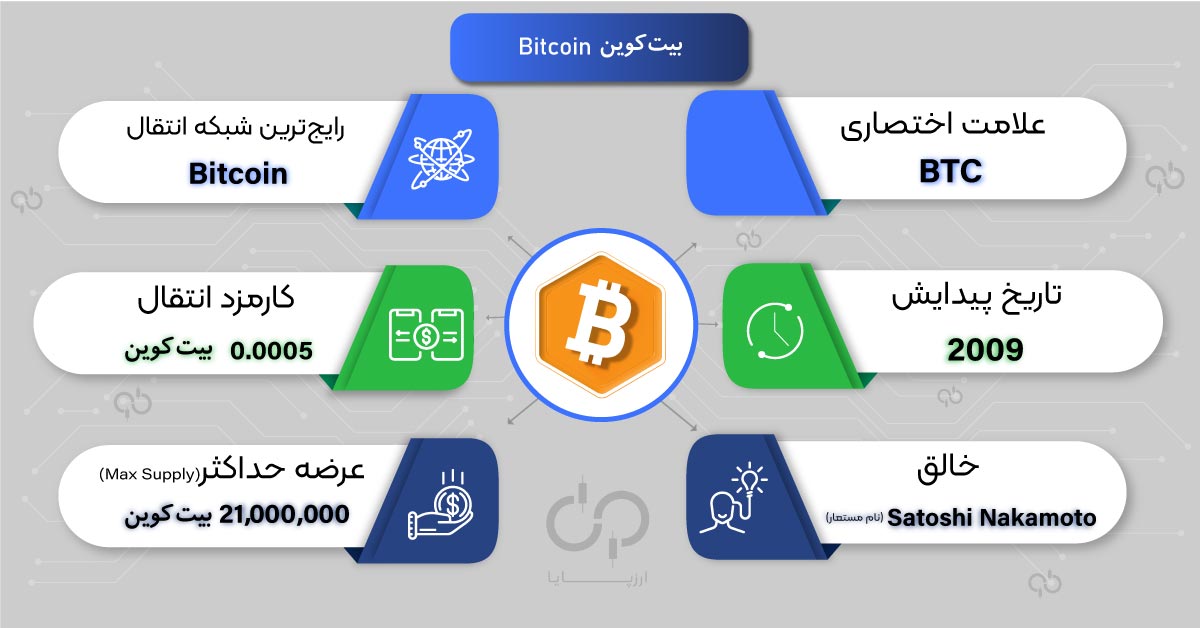 بیت‌کوین Bitcoin
علامت اختصاری
BTC
رایج‌ترین شبکه انتقال
Bitcoin
تاریخ پیدایش
2009
کارمزد انتقال
0.0005 بیت‌کوین
خالق
Satoshi Nakamoto (نام مستعار)
عرضه حداکثر(Max Supply)
21,000,000 بیت‌کوین
ارزپایا